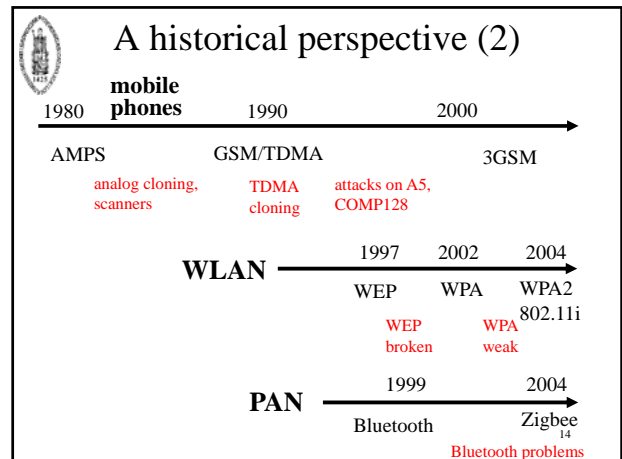 A historical perspective (2)
1425
mobile
phones
1980 1990 2000
AMPS GSM/TDMA 3GSM
analog cloning,
scanners
TDMA
cloning
attacks on A5,
COMP128
WLAN
1997 2002 2004
WEP WPA WPA2
802.11i
WEP
broken
WPA
weak
PAN
1999 2004
Bluetooth Zigbee
14
Bluetooth problems